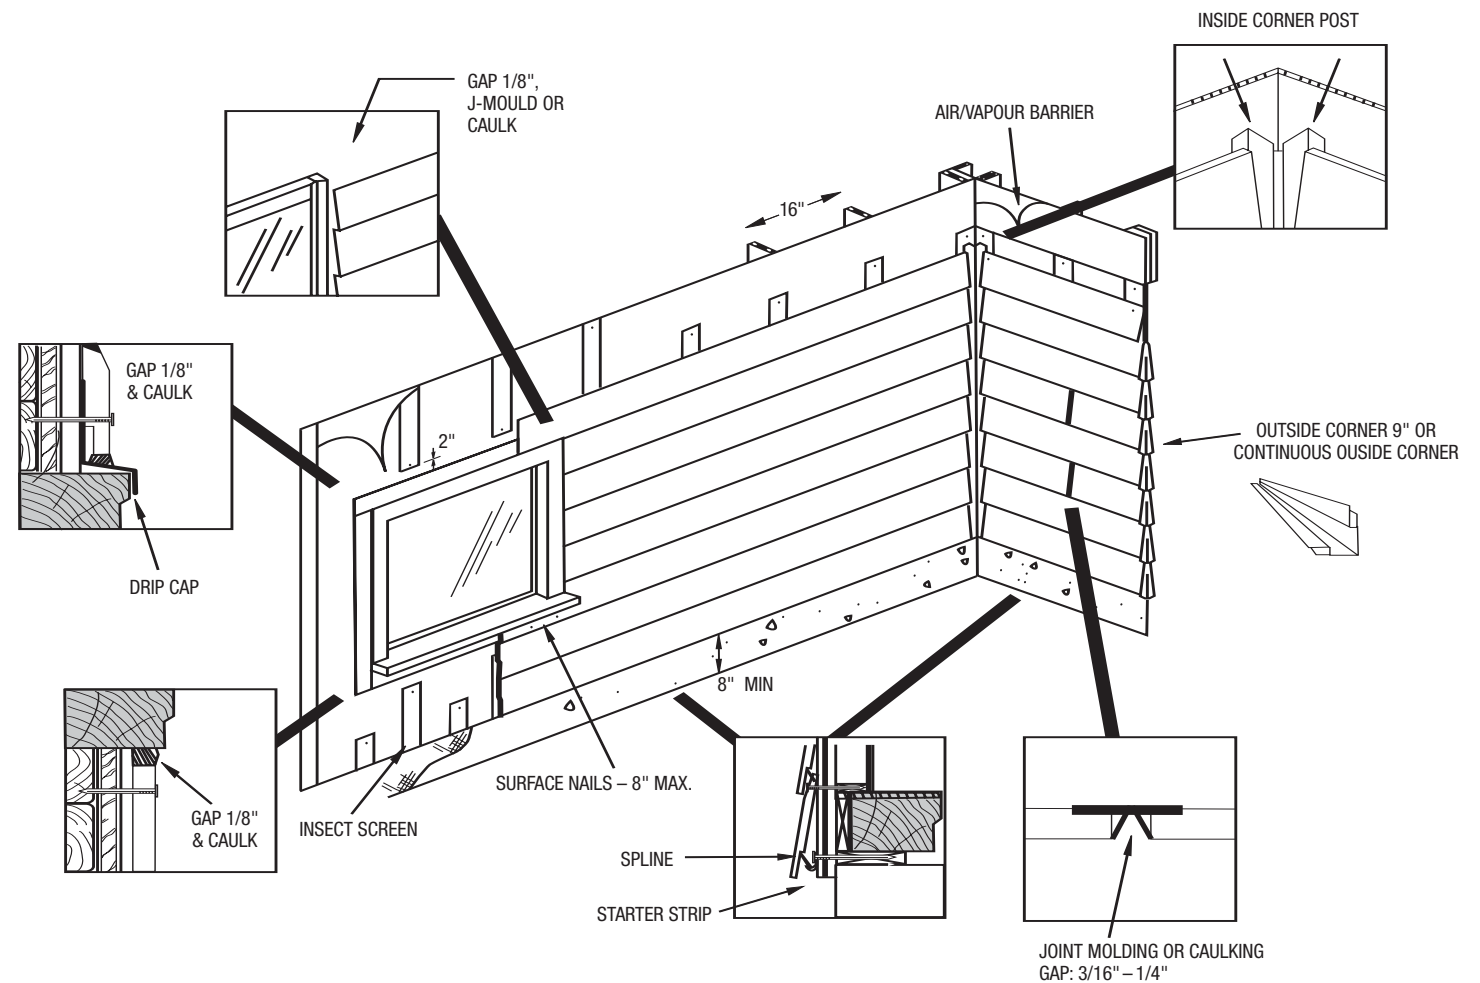 INSIDE CORNER POST
GAP 1/8",
J-MOULD OR
CAULK
AIR/VAPOUR BARRIER
16"
GAP 1/8"
& CAULK
2"
OUTSIDE CORNER 9" OR
CONTINUOUS OUSIDE CORNER
DRIP CAP
8" MIN
SURFACE NAILS – 8" MAX.
GAP 1/8"
& CAULK
INSECT SCREEN
SPLINE
STARTER STRIP
JOINT MOLDING OR CAULKING
GAP: 3/16" – 1/4"